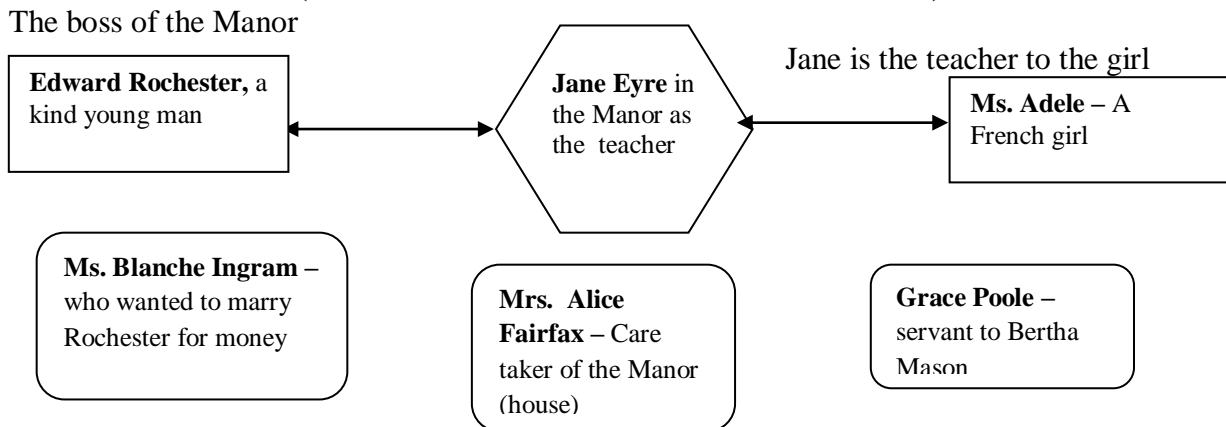 The boss of the Manor
Edward Rochester, a
kind young man
Jane Eyre in
the Manor as
the teacher
Jane is the teacher to the girl
Ms. Adele – A
French girl
Ms. Blanche Ingram –
who wanted to marry
Rochester for money
Mrs. Alice
Fairfax – Care
taker of the Manor
(house)
Grace Poole –
servant to Bertha
Mason